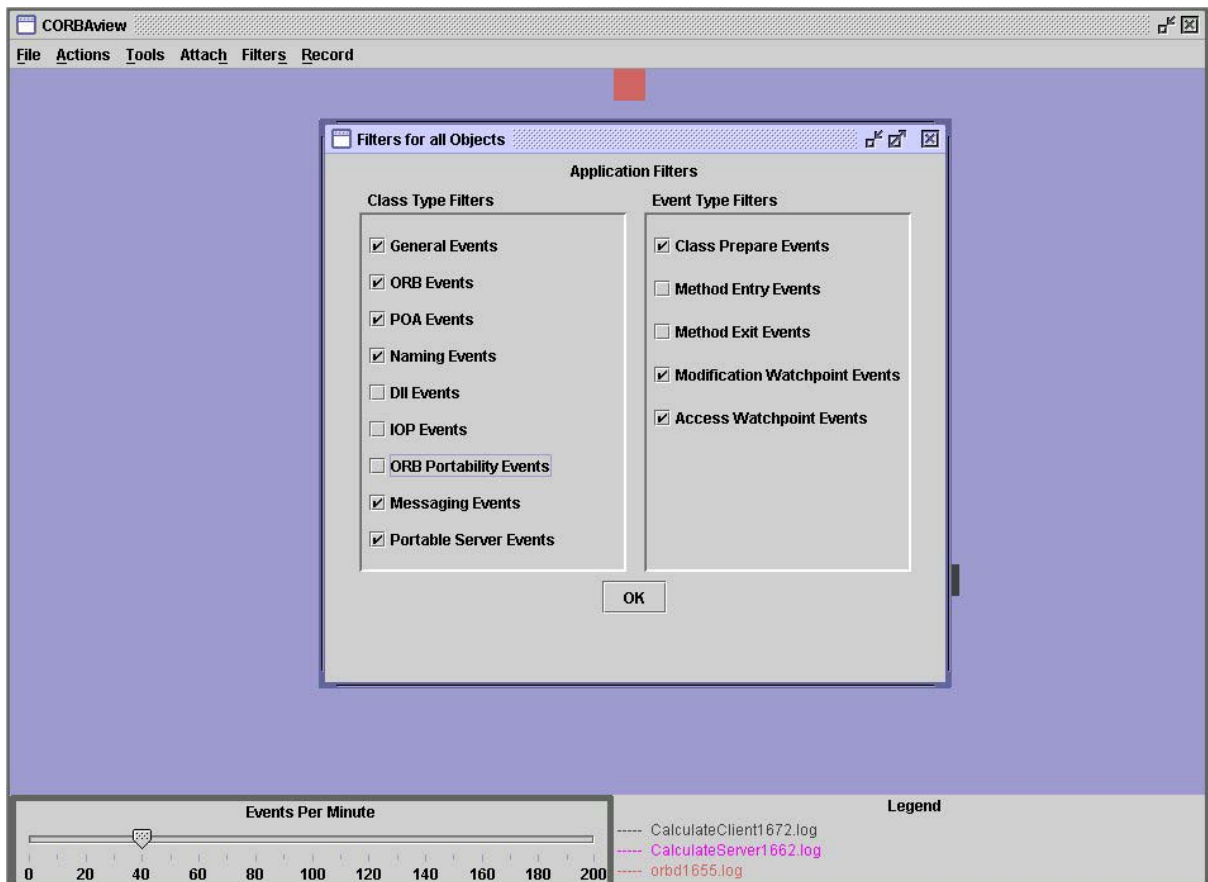 CORBAview
File Actions Tools Attach Filters Record
Filters for all Objects
Application Filters
Class Type Filters
Event Type Filters
General Events
ORB Events
POA Events
Naming Events
DII Events
IOP Events
ORB Portability Events
Messaging Events
Portable Server Events
Class Prepare Events
Method Entry Events
Method Exit Events
Modification Watchpoint Events
Access Watchpoint Events
OK
Events Per Minute
0 20 40 60 80 100 120 140 160 180 200
Legend
----- CalculateClient1672.log
----- CalculateServer1662.log
----- orbd1655.log